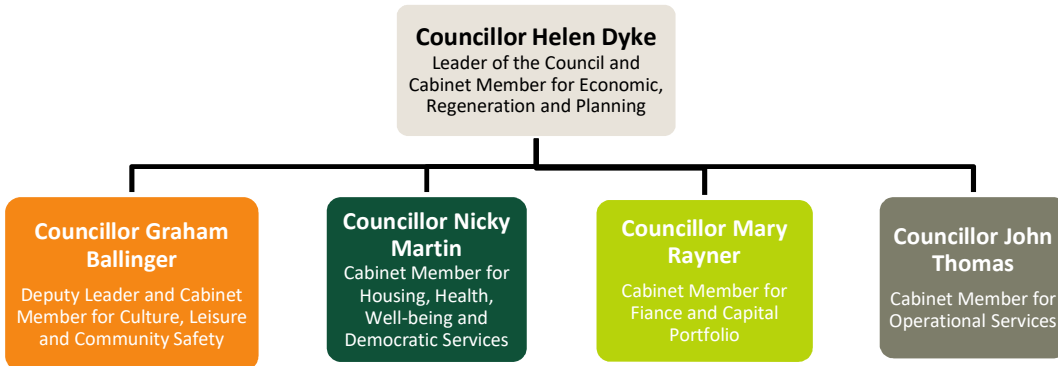 Councillor Helen Dyke
Leader of the Council and
Cabinet Member for Economic,
Regeneration and Planning
Councillor Graham
Ballinger
Deputy Leader and Cabinet
Member for Culture, Leisure
and Community Safety
Councillor Nicky
Martin
Cabinet Member for
Housing, Health,
Well-being and
Democratic Services
Councillor Mary
Rayner
Cabinet Member for
Fiance and Capital
Portfolio
Councillor John
Thomas
Cabinet Member for
Operational Services